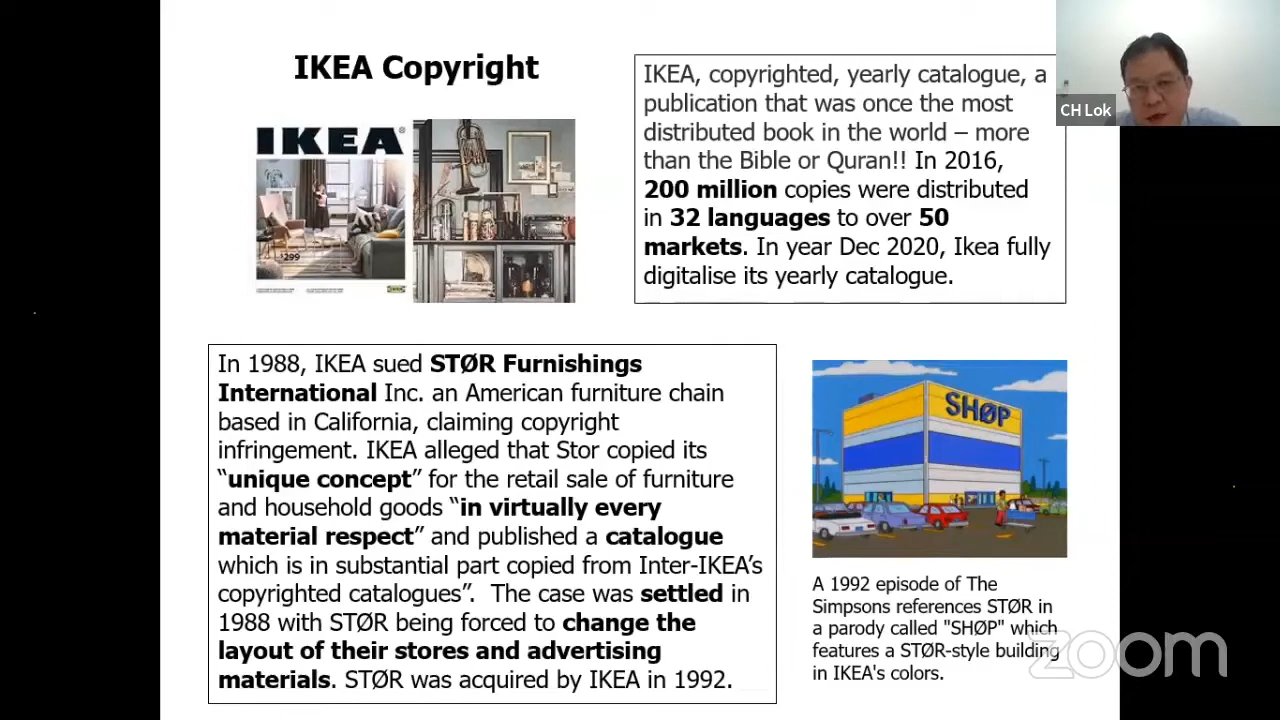 IKEA Copyright
IKEA, copyrighted, yearly catalogue, a
publication that was once the most
distributed book in the world – more
than the Bible or Quran!! In 2016,
200 million copies were distributed
in 32 languages to over 50
markets. In year Dec 2020, Ikea fully
digitalise its yearly catalogue.
CH Lok
IKEA®
$299
IKEA
In 1988, IKEA sued STØR Furnishings
International Inc. an American furniture chain
based in California, claiming copyright
infringement. IKEA alleged that Stor copied its
“unique concept” for the retail sale of furniture
and household goods “in virtually every
material respect” and published a catalogue
which is in substantial part copied from Inter-IKEA’s
copyrighted catalogues”. The case was settled in
1988 with STØR being forced to change the
layout of their stores and advertising
materials. STØR was acquired by IKEA in 1992.
SHØP
A 1992 episode of The
Simpsons references STØR in
a parody called "SHØP" which
features a STØR-style building
in IKEA's colors.
zoom